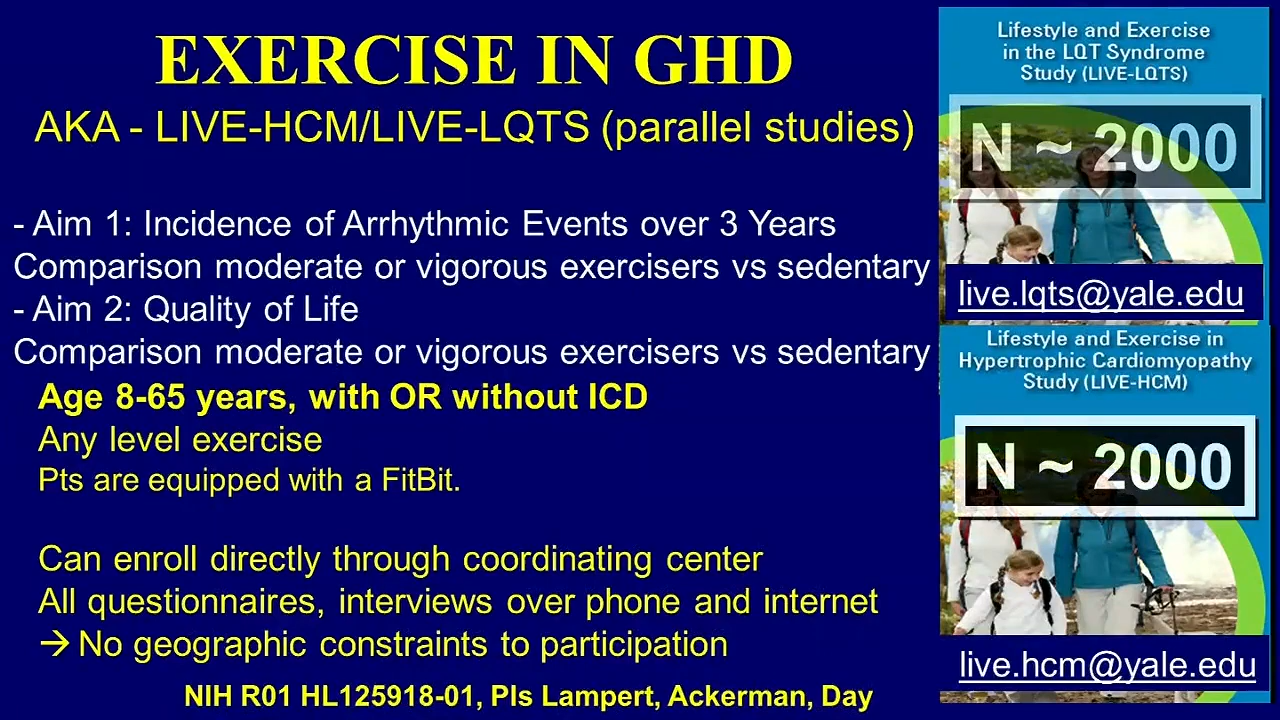 EXERCISE IN GHD
AKA - LIVE-HCM/LIVE-LQTS (parallel studies)
- Aim 1: Incidence of Arrhythmic Events over 3 Years
Comparison moderate or vigorous exercisers vs sedentary
- Aim 2: Quality of Life
Comparison moderate or vigorous exercisers vs sedentary
Age 8-65 years, with OR without ICD
Any level exercise
Pts are equipped with a FitBit.
Can enroll directly through coordinating center
All questionnaires, interviews over phone and internet
→ No geographic constraints to participation
NIH R01 HL125918-01, PIs Lampert, Ackerman, Day
Lifestyle and Exercise
in the LQT Syndrome
Study (LIVE-LQTS)
N ~ 2000
live.lqts@yale.edu
Lifestyle and Exercise in
Hypertrophic Cardiomyopathy
Study (LIVE-HCM)
N ~ 2000
live.hcm@yale.edu